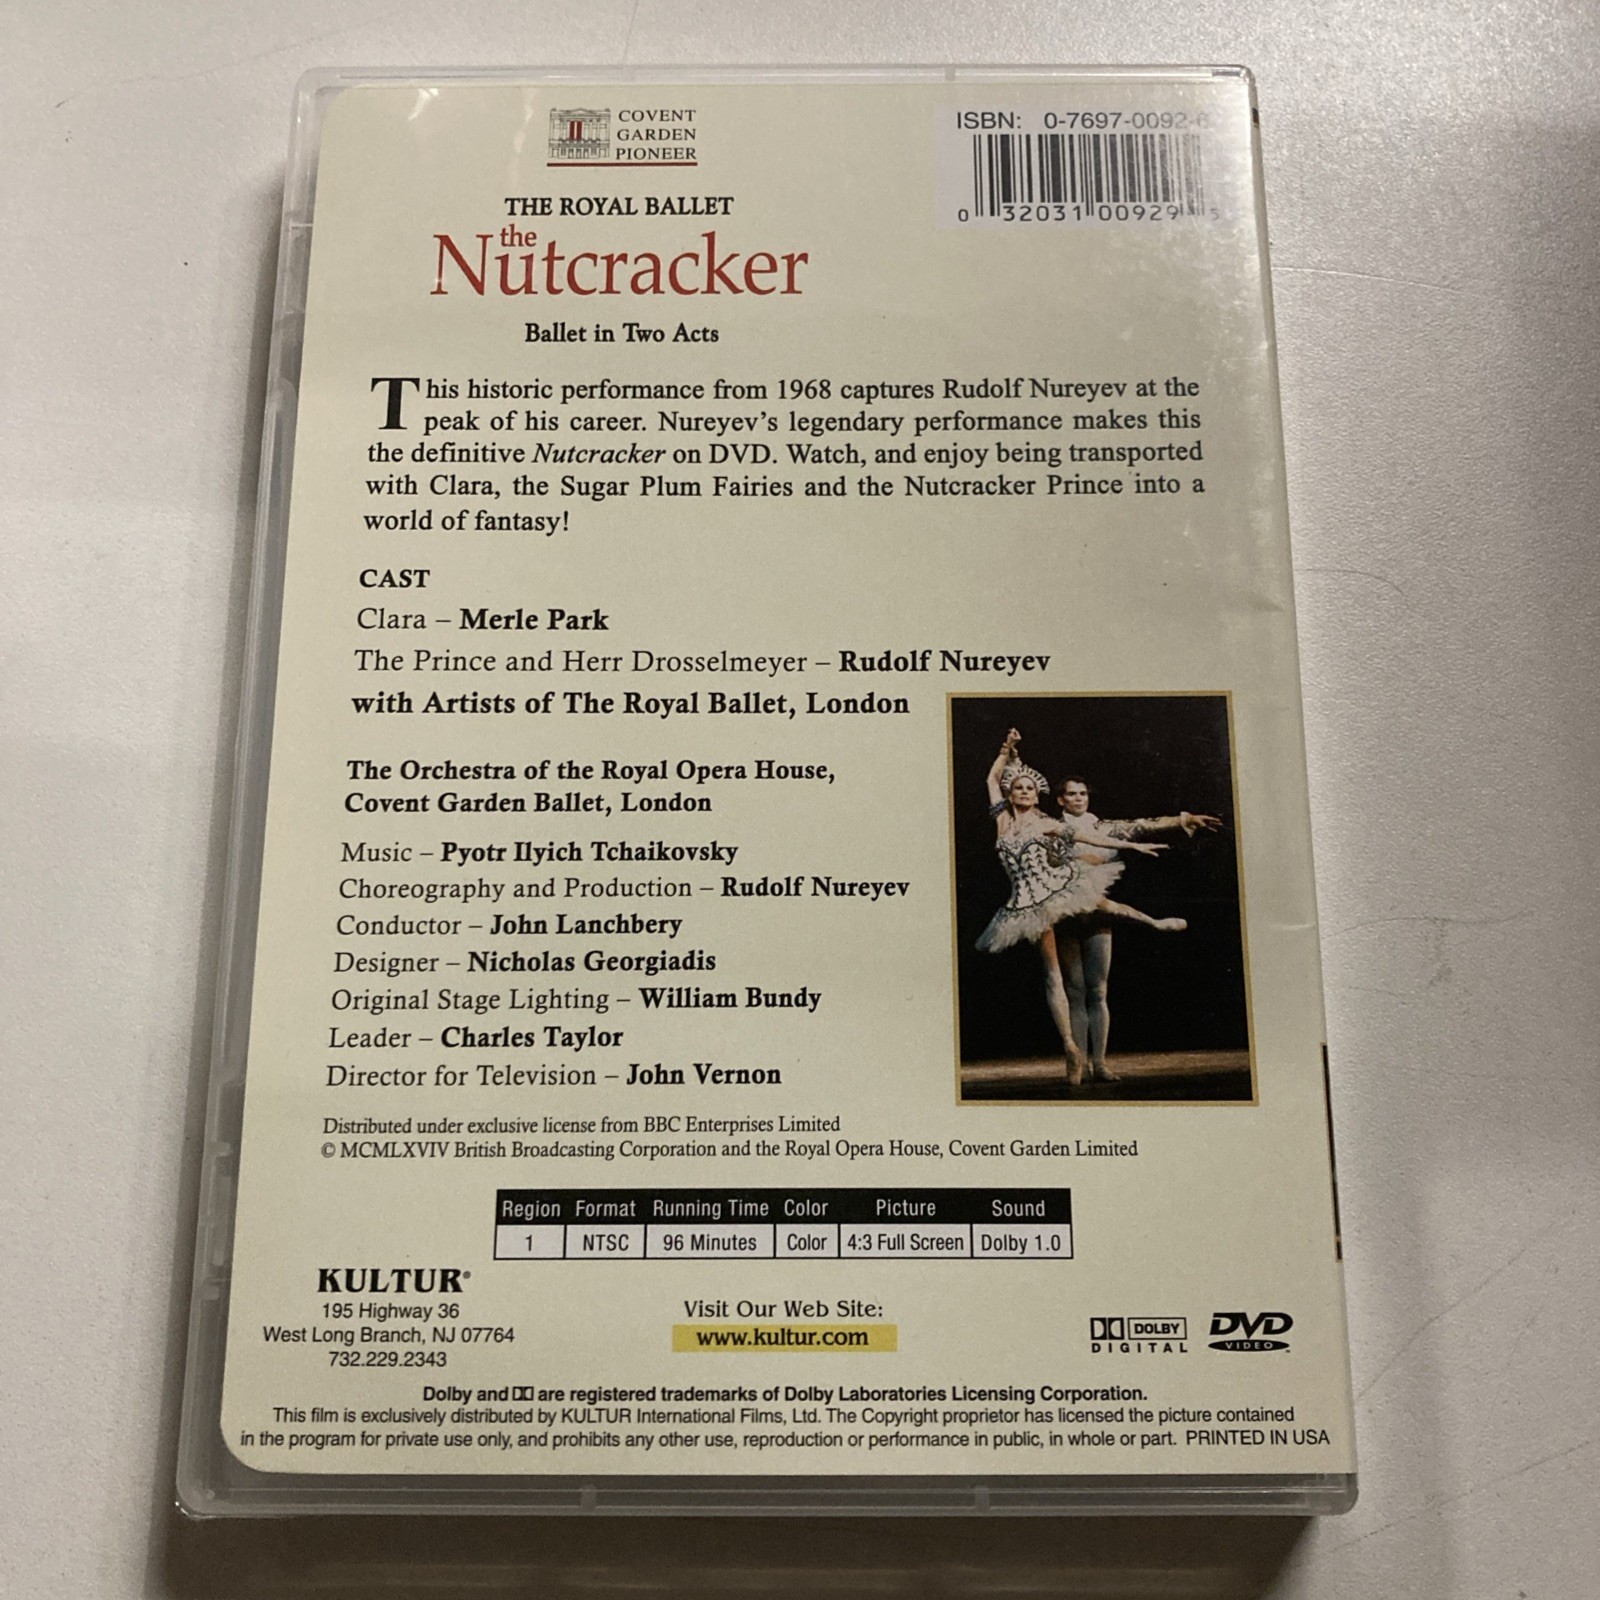 COVENT
GARDEN
PIONEER
ISBN: 0-7697-0092-6
0 32031 00929 5
THE ROYAL BALLET
the
Nutcracker
Ballet in Two Acts
This historic performance from 1968 captures Rudolf Nureyev at the
peak of his career. Nureyev's legendary performance makes this
the definitive Nutcracker on DVD. Watch, and enjoy being transported
with Clara, the Sugar Plum Fairies and the Nutcracker Prince into a
world of fantasy!
CAST
Clara – Merle Park
The Prince and Herr Drosselmeyer – Rudolf Nureyev
with Artists of The Royal Ballet, London
The Orchestra of the Royal Opera House,
Covent Garden Ballet, London
Music – Pyotr Ilyich Tchaikovsky
Choreography and Production – Rudolf Nureyev
Conductor – John Lanchbery
Designer – Nicholas Georgiadis
Original Stage Lighting – William Bundy
Leader – Charles Taylor
Director for Television – John Vernon
Distributed under exclusive license from BBC Enterprises Limited
© MCMLXVIV British Broadcasting Corporation and the Royal Opera House, Covent Garden Limited
Region Format Running Time Color Picture Sound
1 NTSC 96 Minutes Color 4:3 Full Screen Dolby 1.0
KULTUR®
195 Highway 36
West Long Branch, NJ 07764
732.229.2343
Visit Our Web Site:
www.kultur.com
DOLBY
DIGITAL
DVD
VIDEO
Dolby and DD are registered trademarks of Dolby Laboratories Licensing Corporation.
This film is exclusively distributed by KULTUR International Films, Ltd. The Copyright proprietor has licensed the picture contained
in the program for private use only, and prohibits any other use, reproduction or performance in public, in whole or part. PRINTED IN USA